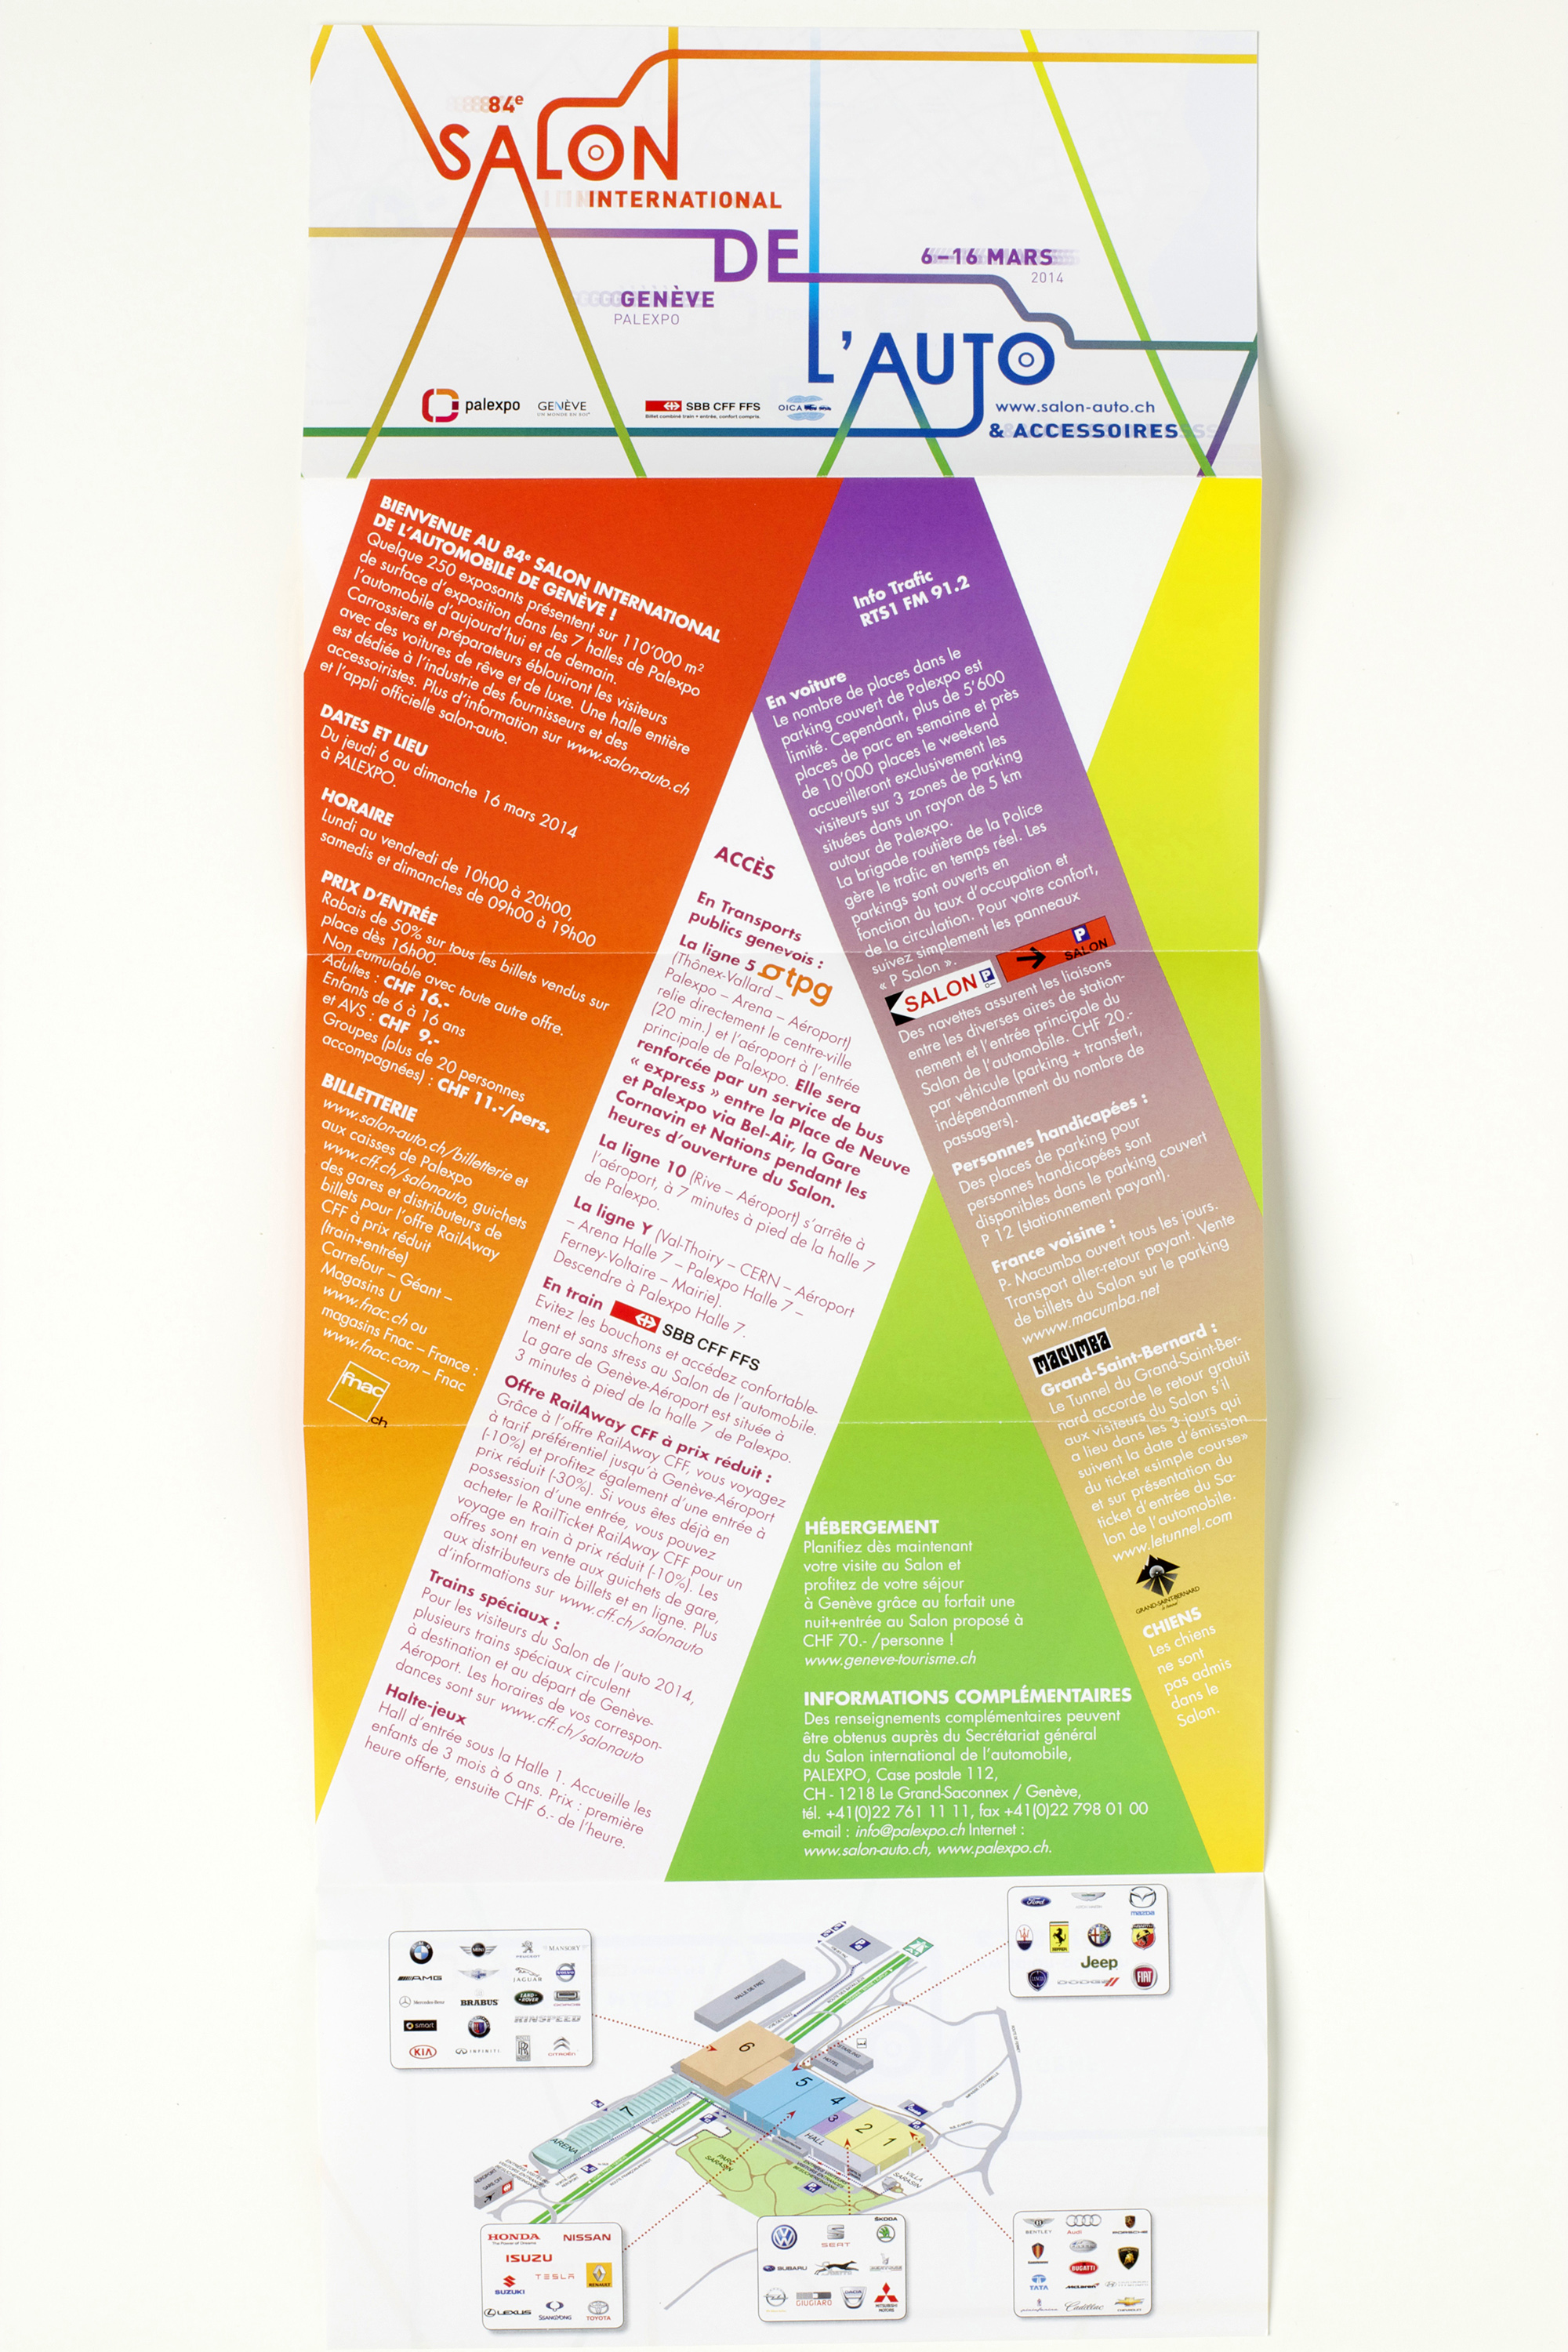 84e
SALON
INTERNATIONAL
DE
6–16 MARS
2014
GENÈVE
PALEXPO
L'AUTO
palexpo
GENÈVE
SBB CFF FFS
Billet combiné train + entrée, confort compris.
OICA
www.salon-auto.ch
& ACCESSOIRES
BIENVENUE AU 84e SALON INTERNATIONAL
DE L'AUTOMOBILE DE GENÈVE !
Quelque 250 exposants présentent sur 110'000 m2
de surface d'exposition dans les 7 halles de Palexpo
l'automobile d'aujourd'hui et de demain.
Carrossiers et préparateurs éblouiront les visiteurs
avec des voitures de rêve et de luxe. Une halle entière
est dédiée à l'industrie des fournisseurs et des
accessoiristes. Plus d'information sur www.salon-auto.ch
et l'appli officielle salon-auto.
DATES ET LIEU
Du jeudi 6 au dimanche 16 mars 2014
à PALEXPO.
HORAIRE
Lundi au vendredi de 10h00 à 20h00,
samedis et dimanches de 09h00 à 19h00
PRIX D'ENTRÉE
Rabais de 50% sur tous les billets vendus sur
place dès 16h00.
Non cumulable avec toute autre offre.
Adultes : CHF 16.-
Enfants de 6 à 16 ans
et AVS : CHF 9.-
Groupes (plus de 20 personnes
accompagnées) : CHF 11.-/pers.
BILLETTERIE
www.salon-auto.ch/billetterie et
aux caisses de Palexpo
www.cff.ch/salonauto, guichets
des gares et distributeurs de
billets pour l'offre RailAway
CFF à prix réduit
(train+entrée)
Carrefour – Géant –
Magasins U
www.fnac.ch ou
magasins Fnac – France :
www.fnac.com – Fnac
fnac
.ch
ACCÈS
En Transports
publics genevois :
La ligne 5 tpg
(Thônex-Vallard –
Palexpo – Arena – Aéroport)
relie directement le centre-ville
(20 min.) et l'aéroport à l'entrée
principale de Palexpo. Elle sera
renforcée par un service de bus
« express » entre la Place de Neuve
et Palexpo via Bel-Air, la Gare
Cornavin et Nations pendant les
heures d'ouverture du Salon.
La ligne 10 (Rive – Aéroport) s'arrête à
l'aéroport, à 7 minutes à pied de la halle 7
de Palexpo.
La ligne Y (Val-Thoiry – CERN – Aéroport
– Arena Halle 7 – Palexpo Halle 7 –
Ferney-Voltaire – Mairie).
Descendre à Palexpo Halle 7.
En train SBB CFF FFS
Evitez les bouchons et accédez confortable-
ment et sans stress au Salon de l'automobile.
La gare de Genève-Aéroport est située à
3 minutes à pied de la halle 7 de Palexpo.
Offre RailAway CFF à prix réduit :
Grâce à l'offre RailAway CFF, vous voyagez
à tarif préférentiel jusqu'à Genève-Aéroport
(-10%) et profitez également d'une entrée à
prix réduit (-30%). Si vous êtes déjà en
possession d'une entrée, vous pouvez
acheter le RailTicket RailAway CFF pour un
voyage en train à prix réduit (-10%). Les
offres sont en vente aux guichets de gare,
aux distributeurs de billets et en ligne. Plus
d'informations sur www.cff.ch/salonauto
Trains spéciaux :
Pour les visiteurs du Salon de l'auto 2014,
plusieurs trains spéciaux circulent
à destination et au départ de Genève-
Aéroport. Les horaires de vos correspon-
dances sont sur www.cff.ch/salonauto
Halte-jeux
Hall d'entrée sous la Halle 1. Accueille les
enfants de 3 mois à 6 ans. Prix : première
heure offerte, ensuite CHF 6.- de l'heure.
Info Trafic
RTS1 FM 91.2
En voiture
Le nombre de places dans le
parking couvert de Palexpo est
limité. Cependant, plus de 5'600
places de parc en semaine et près
de 10'000 places le weekend
accueilleront exclusivement les
visiteurs sur 3 zones de parking
situées dans un rayon de 5 km
autour de Palexpo.
La brigade routière de la Police
gère le trafic en temps réel. Les
parkings sont ouverts en
fonction du taux d'occupation et
de la circulation. Pour votre confort,
suivez simplement les panneaux
« P Salon ».
SALON P
P SALON
Des navettes assurent les liaisons
entre les diverses aires de station-
nement et l'entrée principale du
Salon de l'automobile. CHF 20.-
par véhicule (parking + transfert,
indépendamment du nombre de
passagers).
Personnes handicapées :
Des places de parking pour
personnes handicapées sont
disponibles dans le parking couvert
P 12 (stationnement payant).
France voisine :
P- Macumba ouvert tous les jours.
Transport aller-retour payant. Vente
de billets du Salon sur le parking
wwww.macumba.net
MACUMBA
Grand-Saint-Bernard :
Le Tunnel du Grand-Saint-Ber-
nard accorde le retour gratuit
aux visiteurs du Salon s'il
a lieu dans les 3 jours qui
suivent la date d'émission
du ticket «simple course»
et sur présentation du
ticket d'entrée du Sa-
lon de l'automobile.
www.letunnel.com
GRAND-SAINT-BERNARD
CHIENS
Les chiens
ne sont
pas admis
dans le
Salon.
HÉBERGEMENT
Planifiez dès maintenant
votre visite au Salon et
profitez de votre séjour
à Genève grâce au forfait une
nuit+entrée au Salon proposé à
CHF 70.- /personne !
www.geneve-tourisme.ch
INFORMATIONS COMPLÉMENTAIRES
Des renseignements complémentaires peuvent
être obtenus auprès du Secrétariat général
du Salon international de l'automobile,
PALEXPO, Case postale 112,
CH - 1218 Le Grand-Saconnex / Genève,
tél. +41(0)22 761 11 11, fax +41(0)22 798 01 00
e-mail : info@palexpo.ch Internet :
www.salon-auto.ch, www.palexpo.ch.
BMW MINI PEUGEOT MANSORY
AMG JAGUAR VOLVO
Mercedes-Benz BRABUS LAND ROVER
smart RINSPEED
KIA INFINITI CITROËN
Ford mazda
Ferrari
Jeep
LANCIA DODGE FIAT
HALLE DE FRET
6
5
4
3
2
1
7
HALL
HOTEL
ARENA
PARC
SARASIN
VILLA
SARASIN
HONDA NISSAN
The Power of Dreams
ISUZU
TESLA RENAULT
SUZUKI
LEXUS SSANGYONG TOYOTA
SEAT ŠKODA
SUBARU
GIUGIARO DACIA MITSUBISHI
MOTORS
BENTLEY Audi PORSCHE
BUGATTI
TATA McLaren
Cadillac CHEVROLET